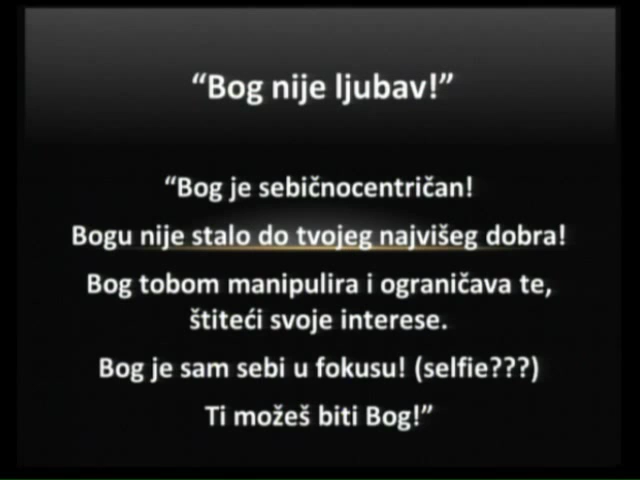 “Bog nije ljubav!”
“Bog je sebičnocentričan!
Bogu nije stalo do tvojeg najvišeg dobra!
Bog tobom manipulira i ograničava te,
štiteći svoje interese.
Bog je sam sebi u fokusu! (selfie???)
Ti možeš biti Bog!”